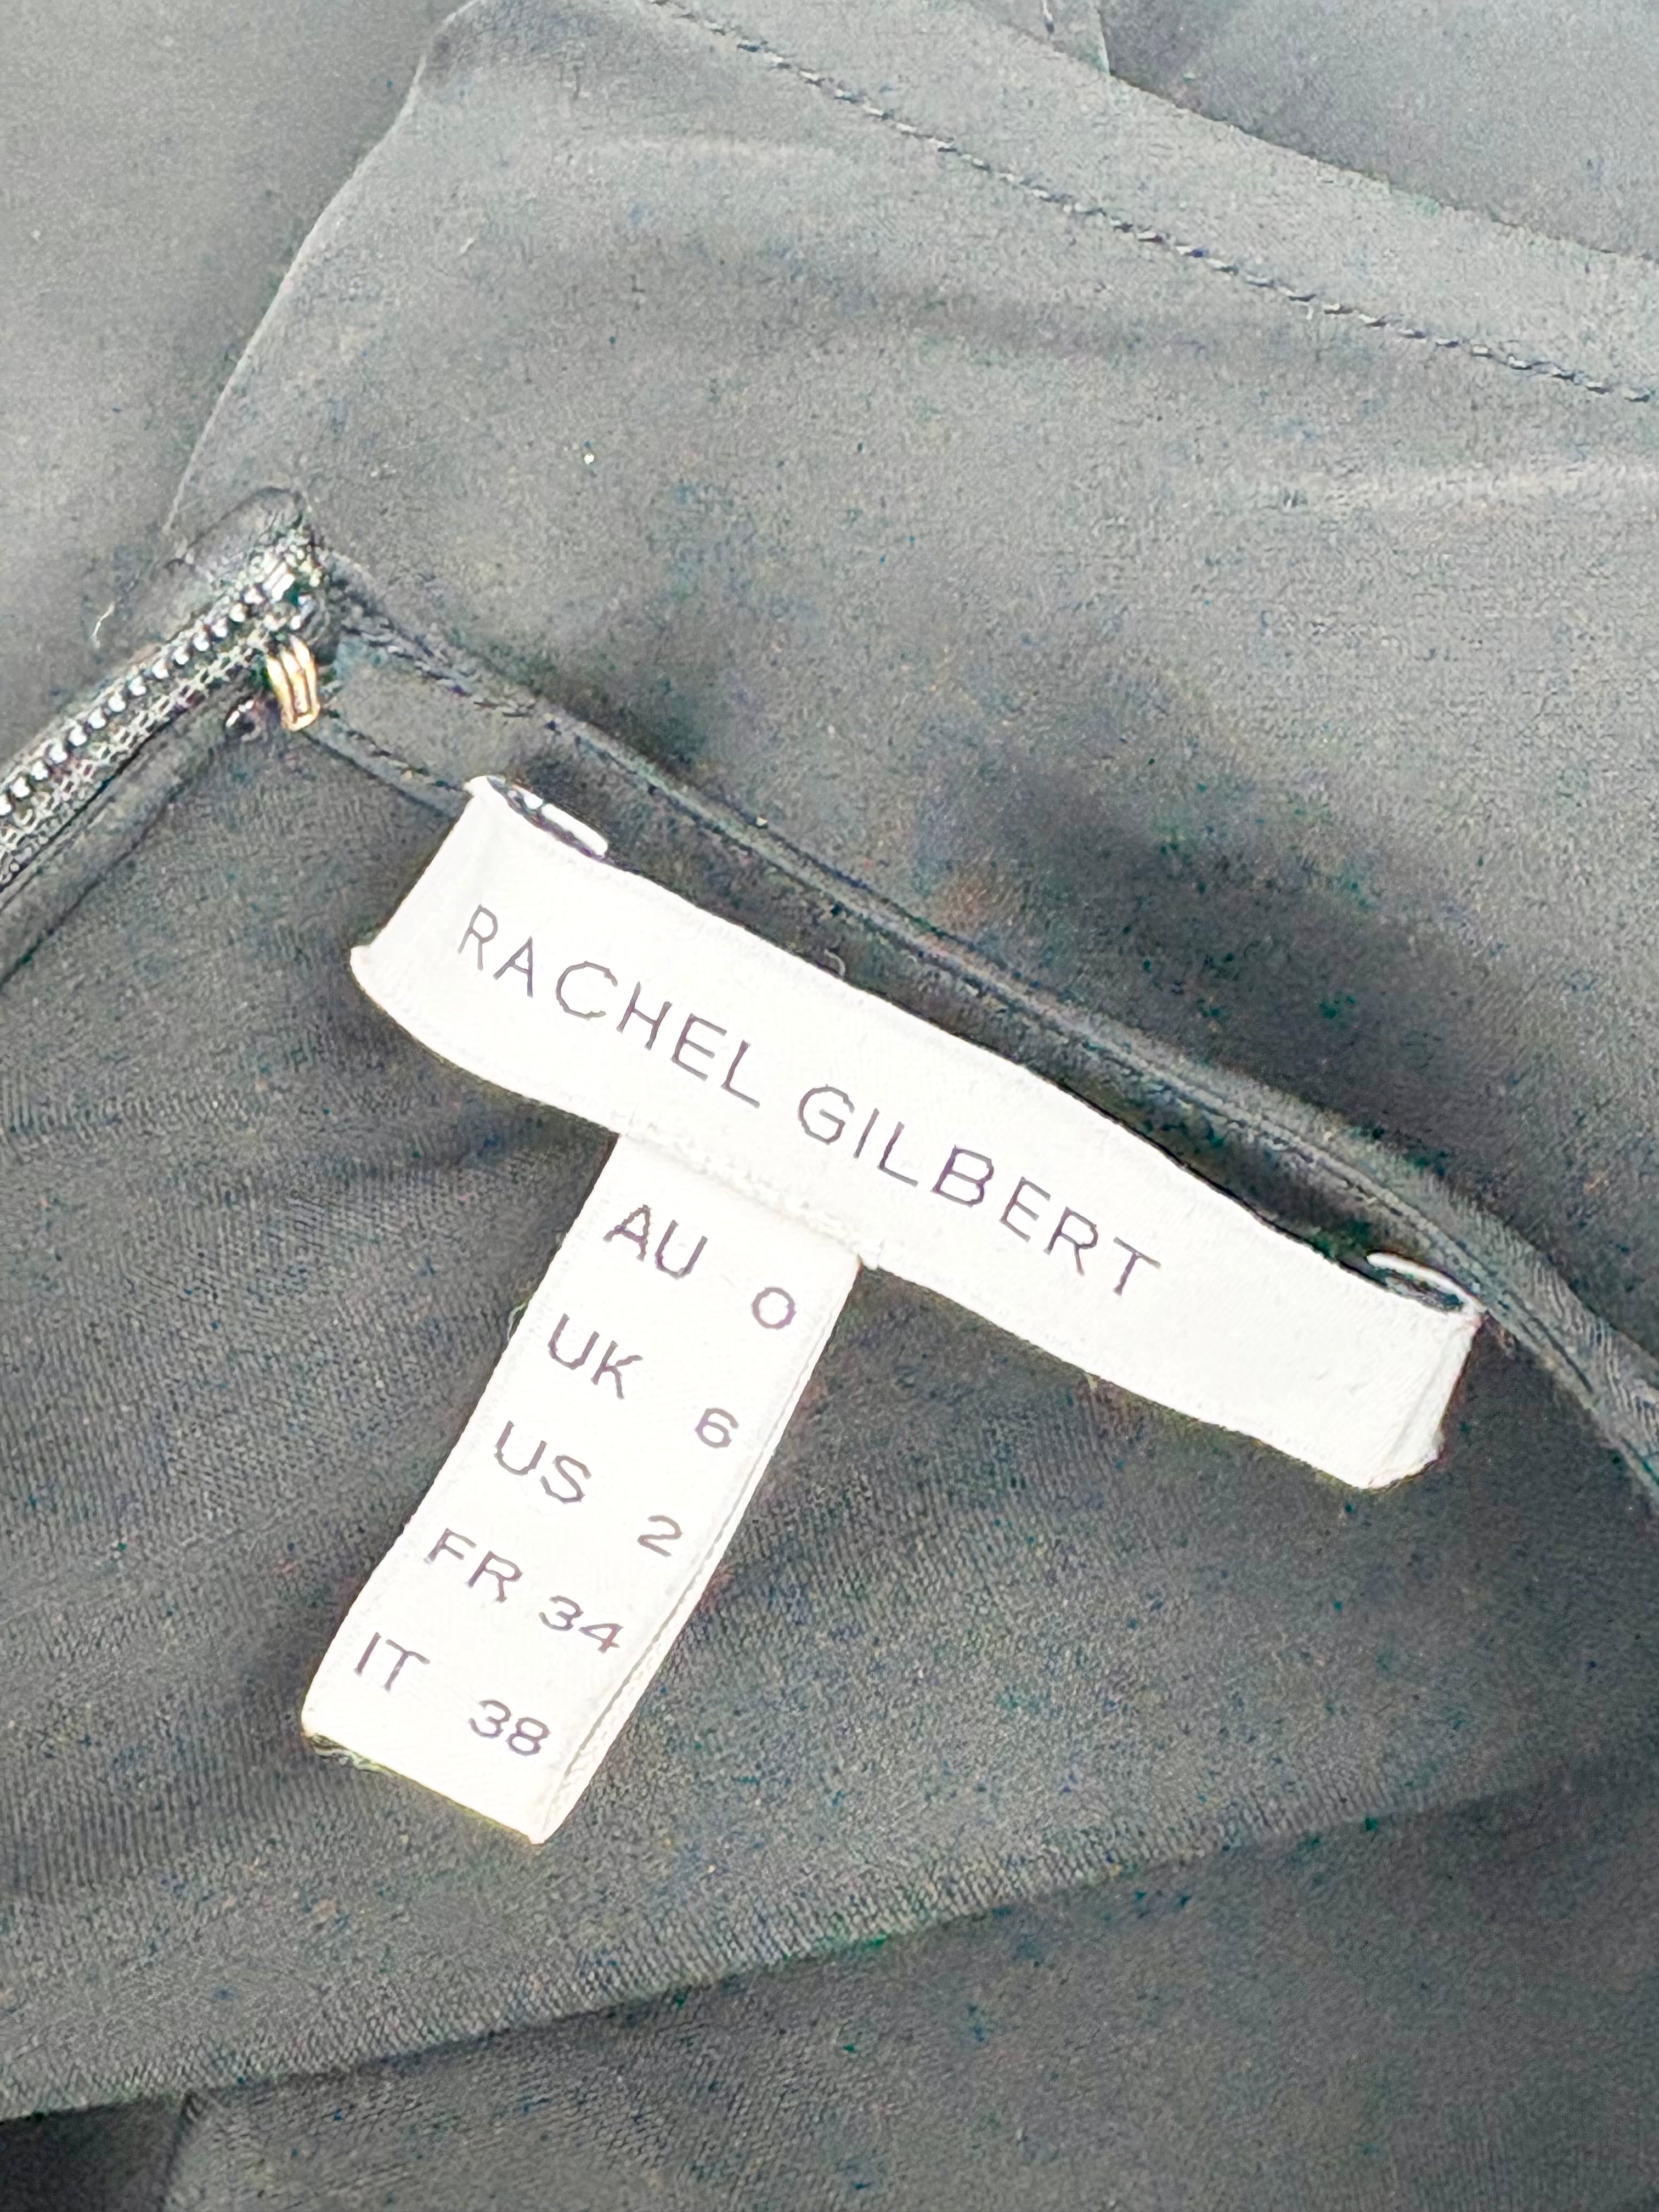 RACHEL GILBERT
AU 0
UK 6
US 2
FR 34
IT 38